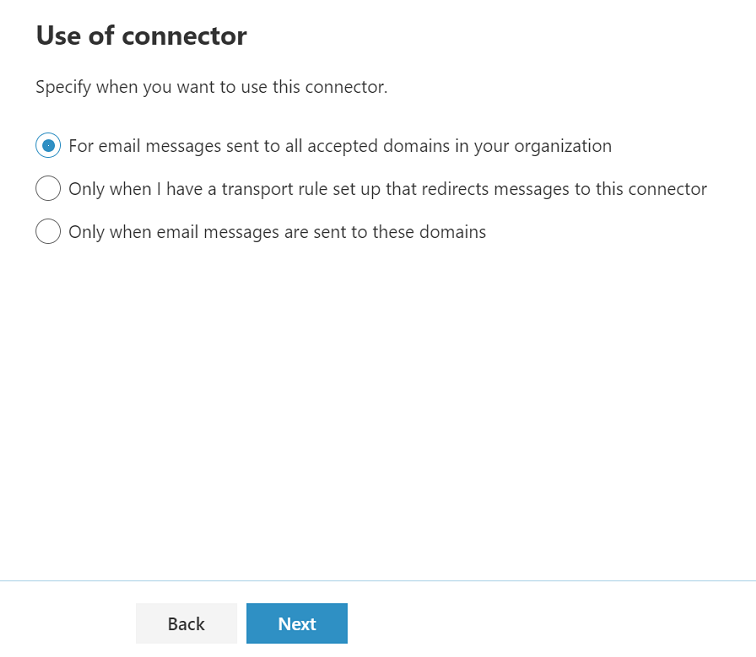 Use of connector
Specify when you want to use this connector.
For email messages sent to all accepted domains in your organization
Only when I have a transport rule set up that redirects messages to this connector
Only when email messages are sent to these domains
Back
Next